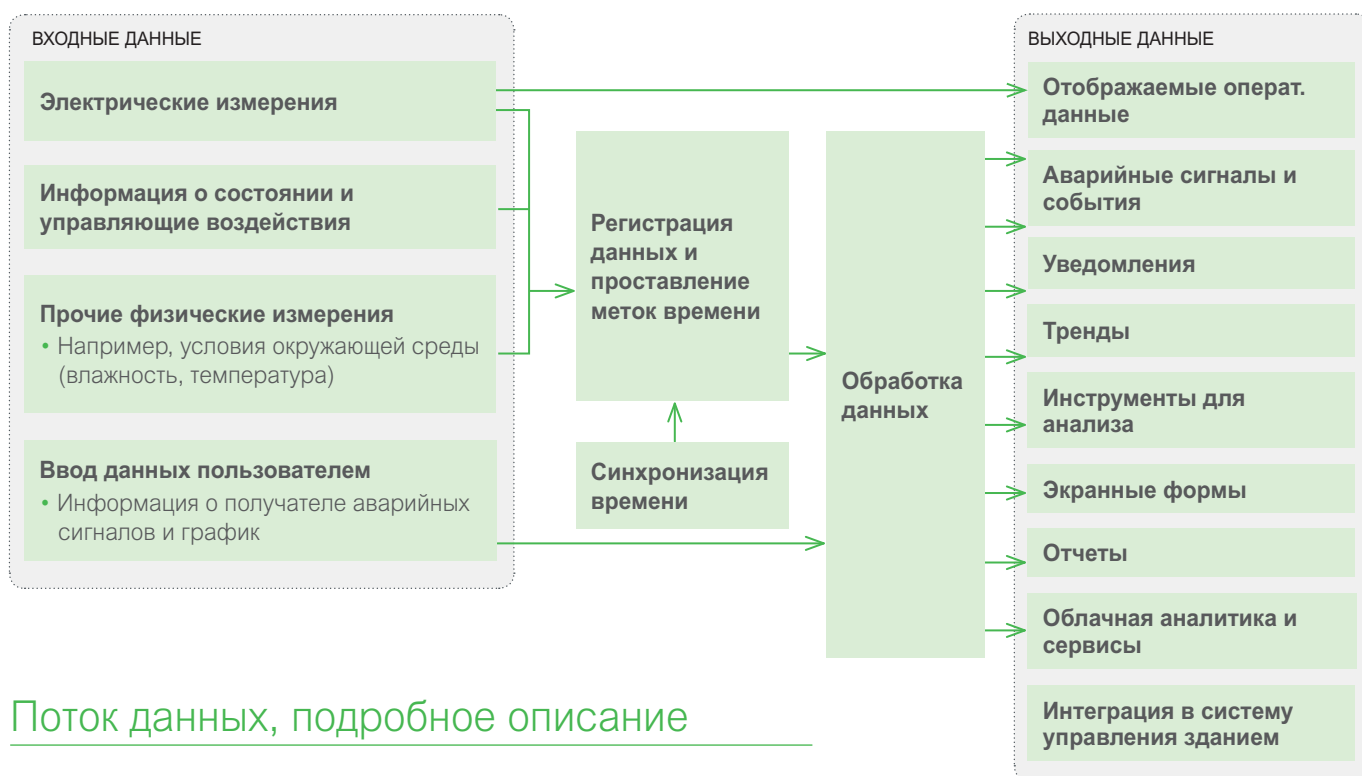 ВХОДНЫЕ ДАННЫЕ
Электрические измерения
Информация о состоянии и
управляющие воздействия
Прочие физические измерения
• Например, условия окружающей среды
(влажность, температура)
Ввод данных пользователем
• Информация о получателе аварийных
сигналов и график
Регистрация
данных и
проставление
меток времени
Синхронизация
времени
Обработка
данных
ВЫХОДНЫЕ ДАННЫЕ
Отображаемые операт.
данные
Аварийные сигналы и
события
Уведомления
Тренды
Инструменты для
анализа
Экранные формы
Отчеты
Облачная аналитика и
сервисы
Интеграция в систему
управления зданием
Поток данных, подробное описание